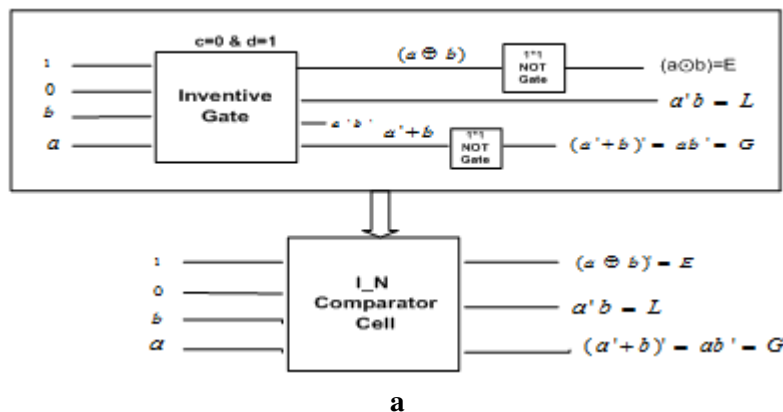 c=0 & d=1
1
0
b
a
Inventive
Gate
(a ⊕ b)
1*1
NOT
Gate
(a⊙b)=E
a'b = L
a'b'
a'+b
1*1
NOT
Gate
(a'+b)' = ab' = G
1
0
b
a
I_N
Comparator
Cell
(a ⊕ b)' = E
a'b = L
(a'+b)' = ab' = G
a